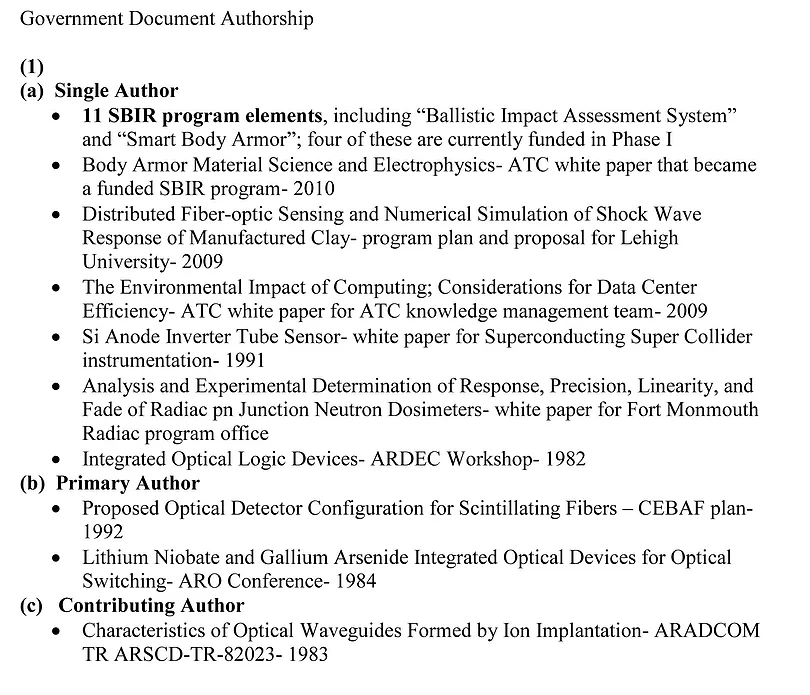 Government Document Authorship
(1)
(a) Single Author
• 11 SBIR program elements, including “Ballistic Impact Assessment System”
and “Smart Body Armor”; four of these are currently funded in Phase I
• Body Armor Material Science and Electrophysics- ATC white paper that became
a funded SBIR program- 2010
• Distributed Fiber-optic Sensing and Numerical Simulation of Shock Wave
Response of Manufactured Clay- program plan and proposal for Lehigh
University- 2009
• The Environmental Impact of Computing; Considerations for Data Center
Efficiency- ATC white paper for ATC knowledge management team- 2009
• Si Anode Inverter Tube Sensor- white paper for Superconducting Super Collider
instrumentation- 1991
• Analysis and Experimental Determination of Response, Precision, Linearity, and
Fade of Radiac pn Junction Neutron Dosimeters- white paper for Fort Monmouth
Radiac program office
• Integrated Optical Logic Devices- ARDEC Workshop- 1982
(b) Primary Author
• Proposed Optical Detector Configuration for Scintillating Fibers – CEBAF plan-
1992
• Lithium Niobate and Gallium Arsenide Integrated Optical Devices for Optical
Switching- ARO Conference- 1984
(c) Contributing Author
• Characteristics of Optical Waveguides Formed by Ion Implantation- ARADCOM
TR ARSCD-TR-82023- 1983